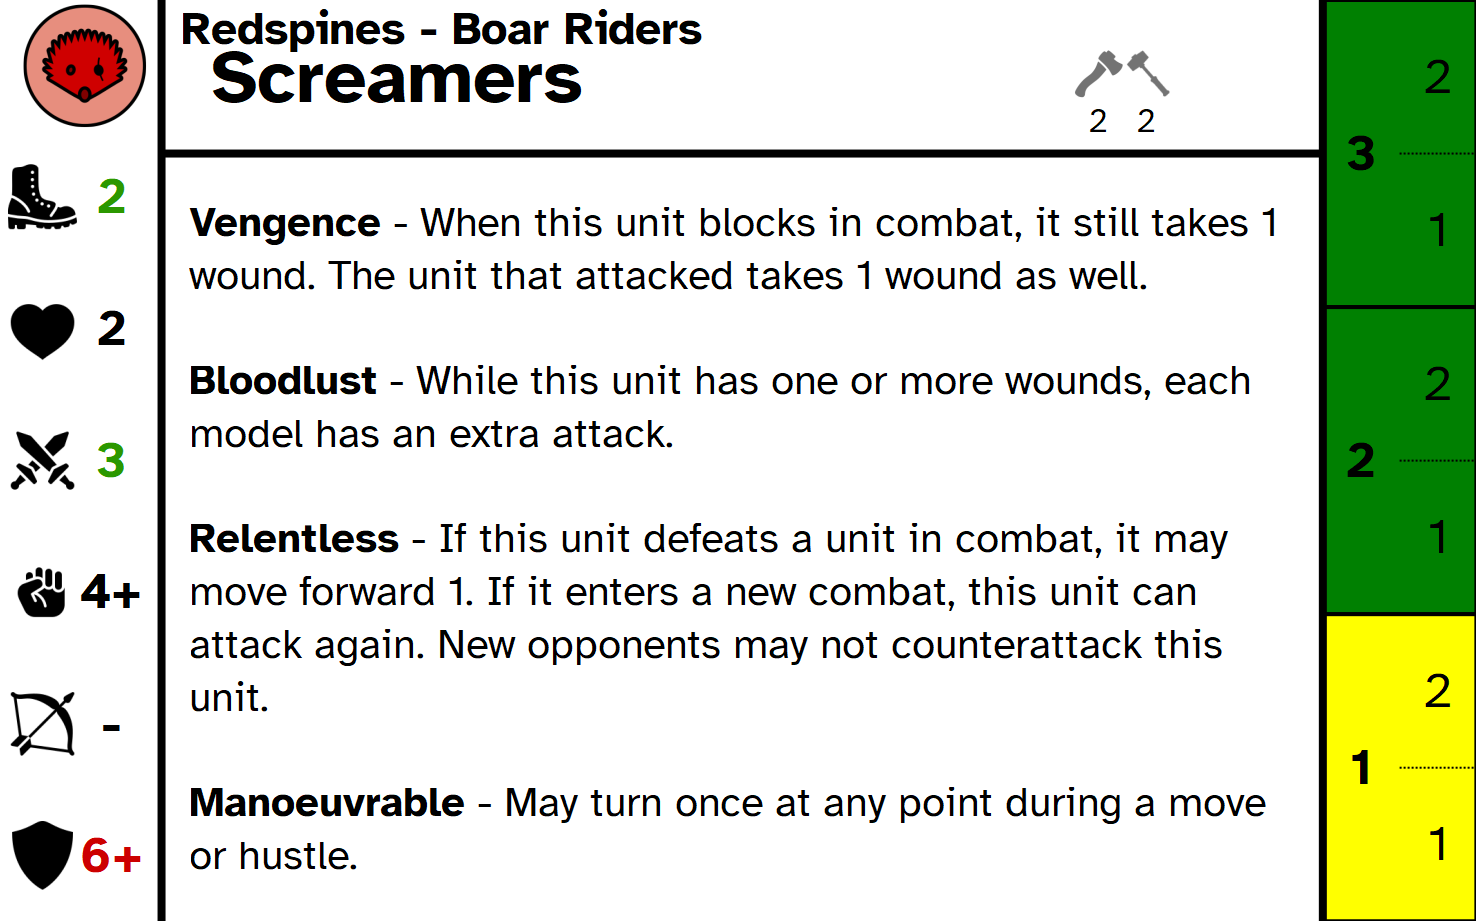 Redspines - Boar Riders
Screamers
2 2
2
2
3
4+
-
6+
Vengence - When this unit blocks in combat, it still takes 1
wound. The unit that attacked takes 1 wound as well.
Bloodlust - While this unit has one or more wounds, each
model has an extra attack.
Relentless - If this unit defeats a unit in combat, it may
move forward 1. If it enters a new combat, this unit can
attack again. New opponents may not counterattack this
unit.
Manoeuvrable - May turn once at any point during a move
or hustle.
2
3
1
2
2
1
2
1
1